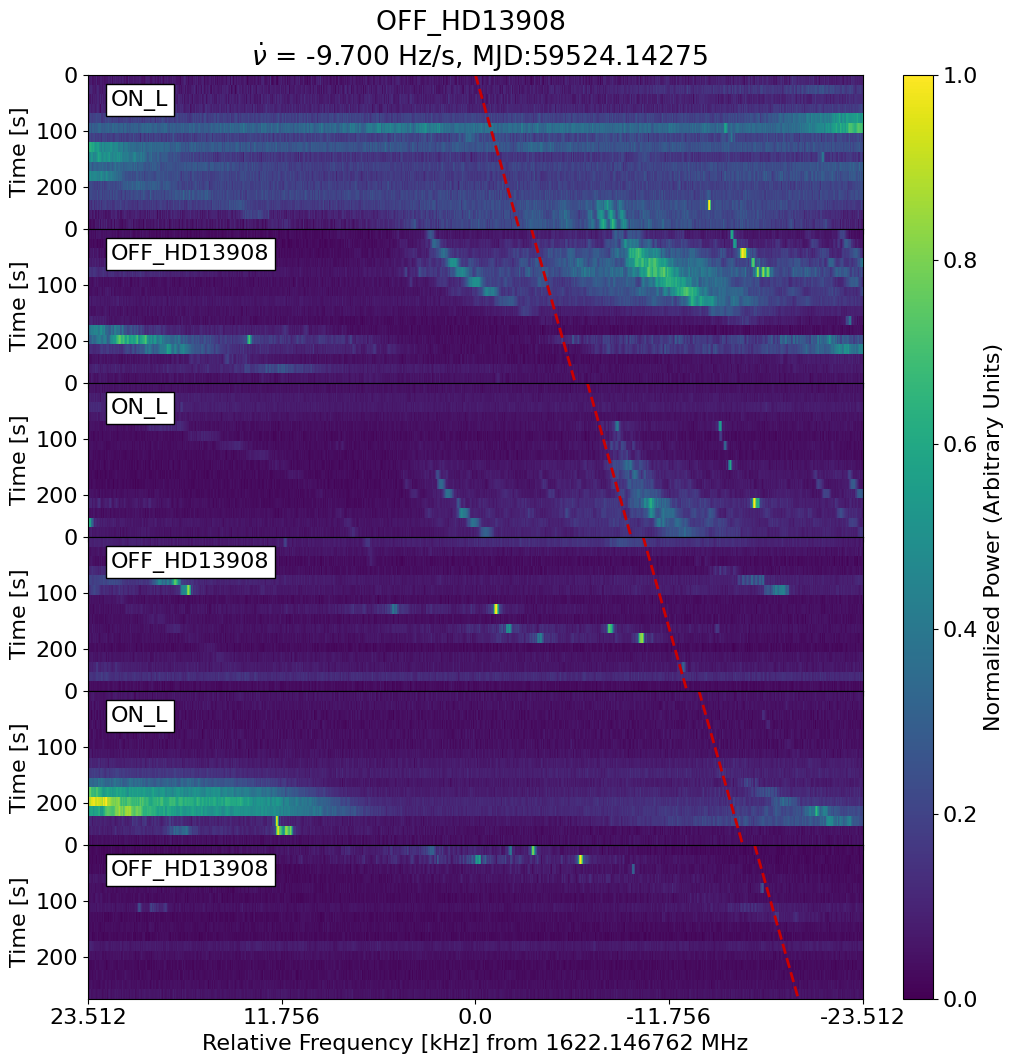 OFF_HD13908
ν̇ = -9.700 Hz/s, MJD:59524.14275
ON_L
OFF_HD13908
ON_L
OFF_HD13908
ON_L
OFF_HD13908
Time [s]
0
100
200
Time [s]
0
100
200
Time [s]
0
100
200
Time [s]
0
100
200
Time [s]
0
100
200
Time [s]
0
100
200
23.512
11.756
0.0
-11.756
-23.512
Relative Frequency [kHz] from 1622.146762 MHz
1.0
0.8
0.6
0.4
0.2
0.0
Normalized Power (Arbitrary Units)